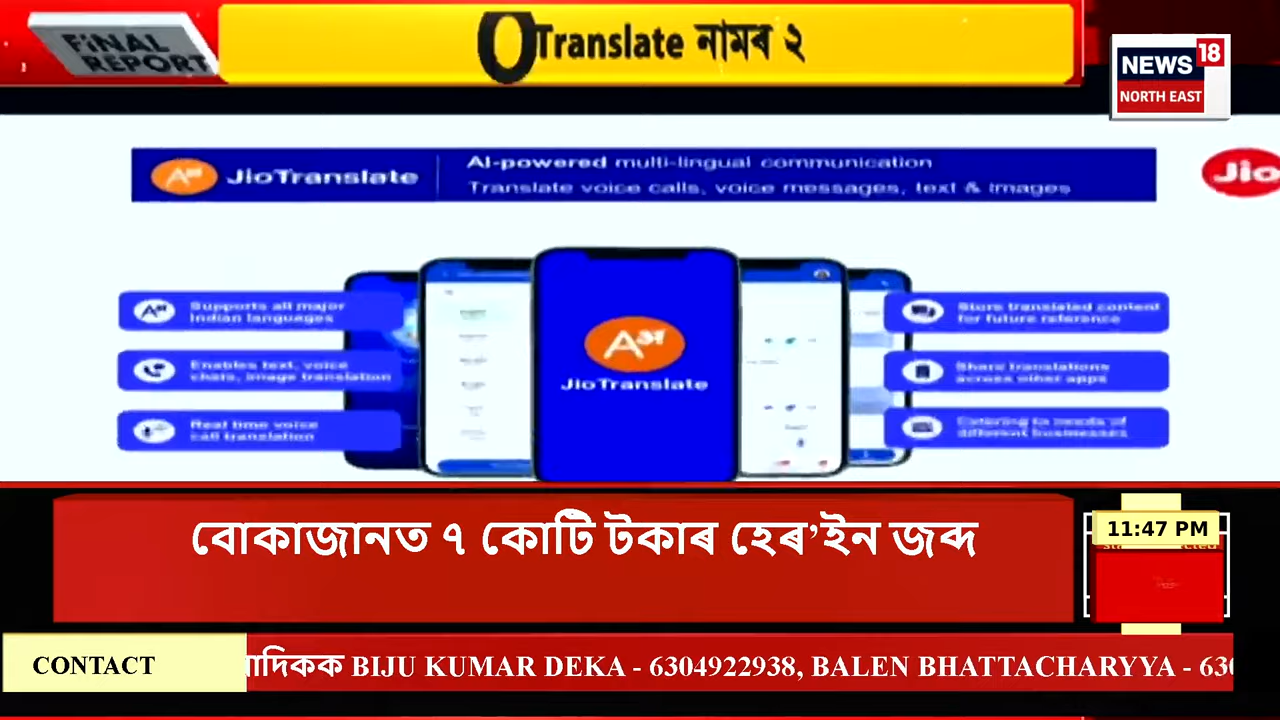 FINAL
REPORT
Translate নামৰ ২
NEWS 18
NORTH EAST
JioTranslate
AI-powered multi-lingual communication
Translate voice calls, voice messages, text & images
Jio
Supports all major
Indian languages
Enables text, voice
chats, image translation
Real time voice
call translation
JioTranslate
Store translated content
for future reference
Share translations
across other apps
Catering to needs of
different businesses
বোকাজানত ৭ কোটি টকাৰ হেৰ’ইন জব্দ
11:47 PM
CONTACT
BIJU KUMAR DEKA - 6304922938, BALEN BHATTACHARYYA - 630